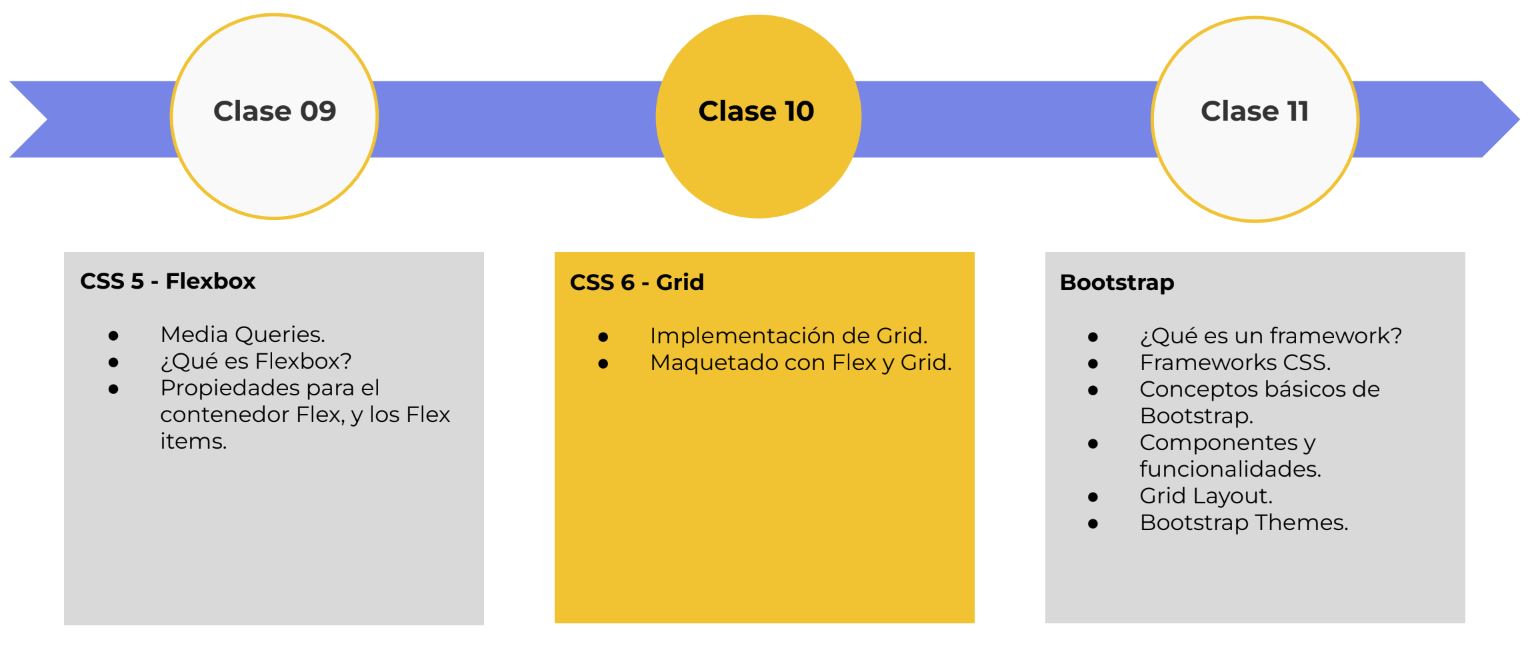 Clase 09
Clase 10
Clase 11
CSS 5 - Flexbox
● Media Queries.
● ¿Qué es Flexbox?
● Propiedades para el
contenedor Flex, y los Flex
items.
CSS 6 - Grid
● Implementación de Grid.
● Maquetado con Flex y Grid.
Bootstrap
● ¿Qué es un framework?
● Frameworks CSS.
● Conceptos básicos de
Bootstrap.
● Componentes y
funcionalidades.
● Grid Layout.
● Bootstrap Themes.